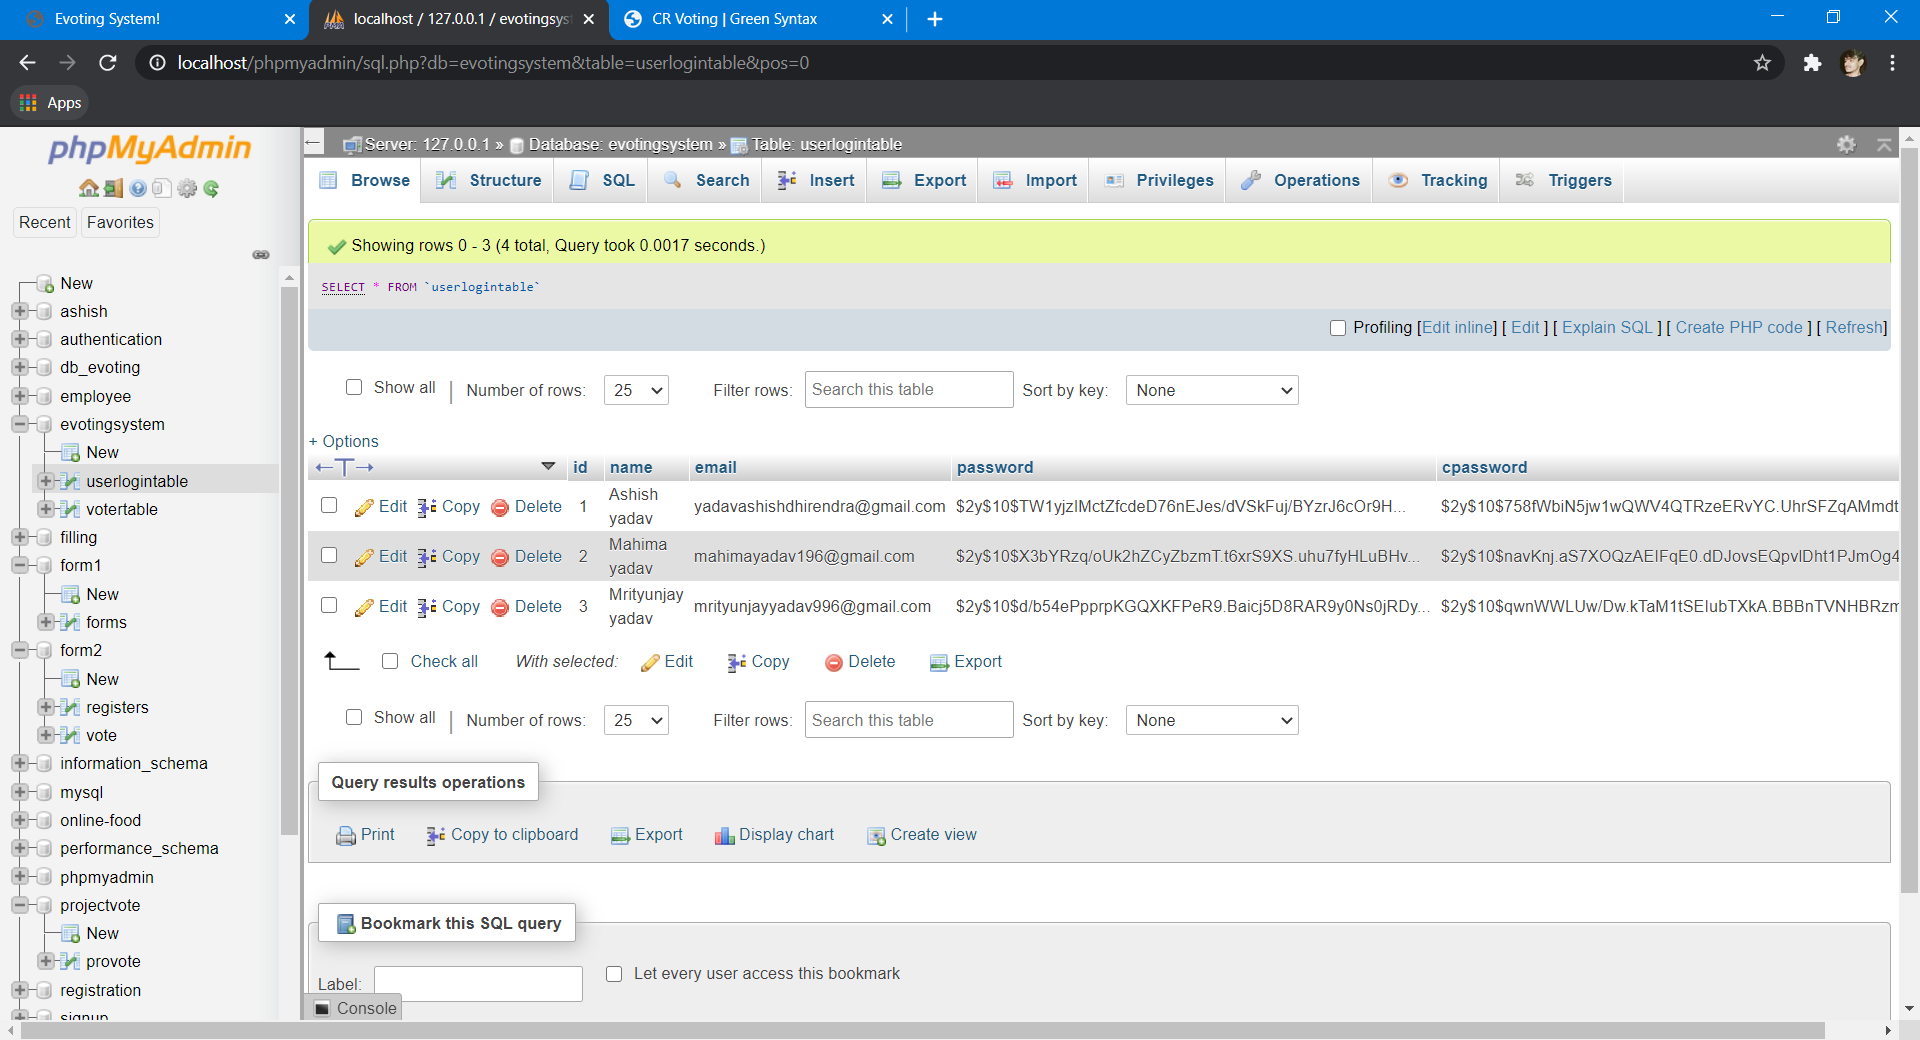 Evoting System!
localhost / 127.0.0.1 / evotingsyst
CR Voting | Green Syntax
localhost/phpmyadmin/sql.php?db=evotingsystem&table=userlogintable&pos=0
Apps
phpMyAdmin
Recent
Favorites
New
ashish
authentication
db_evoting
employee
evotingsystem
New
userlogintable
votertable
filling
form1
New
forms
form2
New
registers
vote
information_schema
mysql
online-food
performance_schema
phpmyadmin
projectvote
New
provote
registration
signup
Server: 127.0.0.1 » Database: evotingsystem » Table: userlogintable
Browse Structure SQL Search Insert Export Import Privileges Operations Tracking Triggers
Showing rows 0 - 3 (4 total, Query took 0.0017 seconds.)
SELECT * FROM `userlogintable`
Profiling [Edit inline] [ Edit ] [ Explain SQL ] [ Create PHP code ] [ Refresh]
Show all | Number of rows: 25 Filter rows: Search this table Sort by key: None
+ Options
←T→ id name email password cpassword
Edit Copy Delete 1 Ashish yadav yadavashishdhirendra@gmail.com $2y$10$TW1yjzIMctZfcdeD76nEJes/dVSkFuj/BYzrJ6cOr9H... $2y$10$758fWbiN5jw1wQWV4QTRzeERvYC.UhrSFZqAMmdt
Edit Copy Delete 2 Mahima yadav mahimayadav196@gmail.com $2y$10$X3bYRzq/oUk2hZCyZbzmT.t6xrS9XS.uhu7fyHLuBHv... $2y$10$navKnj.aS7XOQzAEIFqE0.dDJovsEQpvlDht1PJmOg4
Edit Copy Delete 3 Mrityunjay yadav mrityunjayyadav996@gmail.com $2y$10$d/b54ePpprpKGQXKFPeR9.Baicj5D8RAR9y0Ns0jRDy... $2y$10$qwnWWLUw/Dw.kTaM1tSEIubTXkA.BBBnTVNHBRzm
Check all With selected: Edit Copy Delete Export
Show all | Number of rows: 25 Filter rows: Search this table Sort by key: None
Query results operations
Print Copy to clipboard Export Display chart Create view
Bookmark this SQL query
Label: Let every user access this bookmark
Console